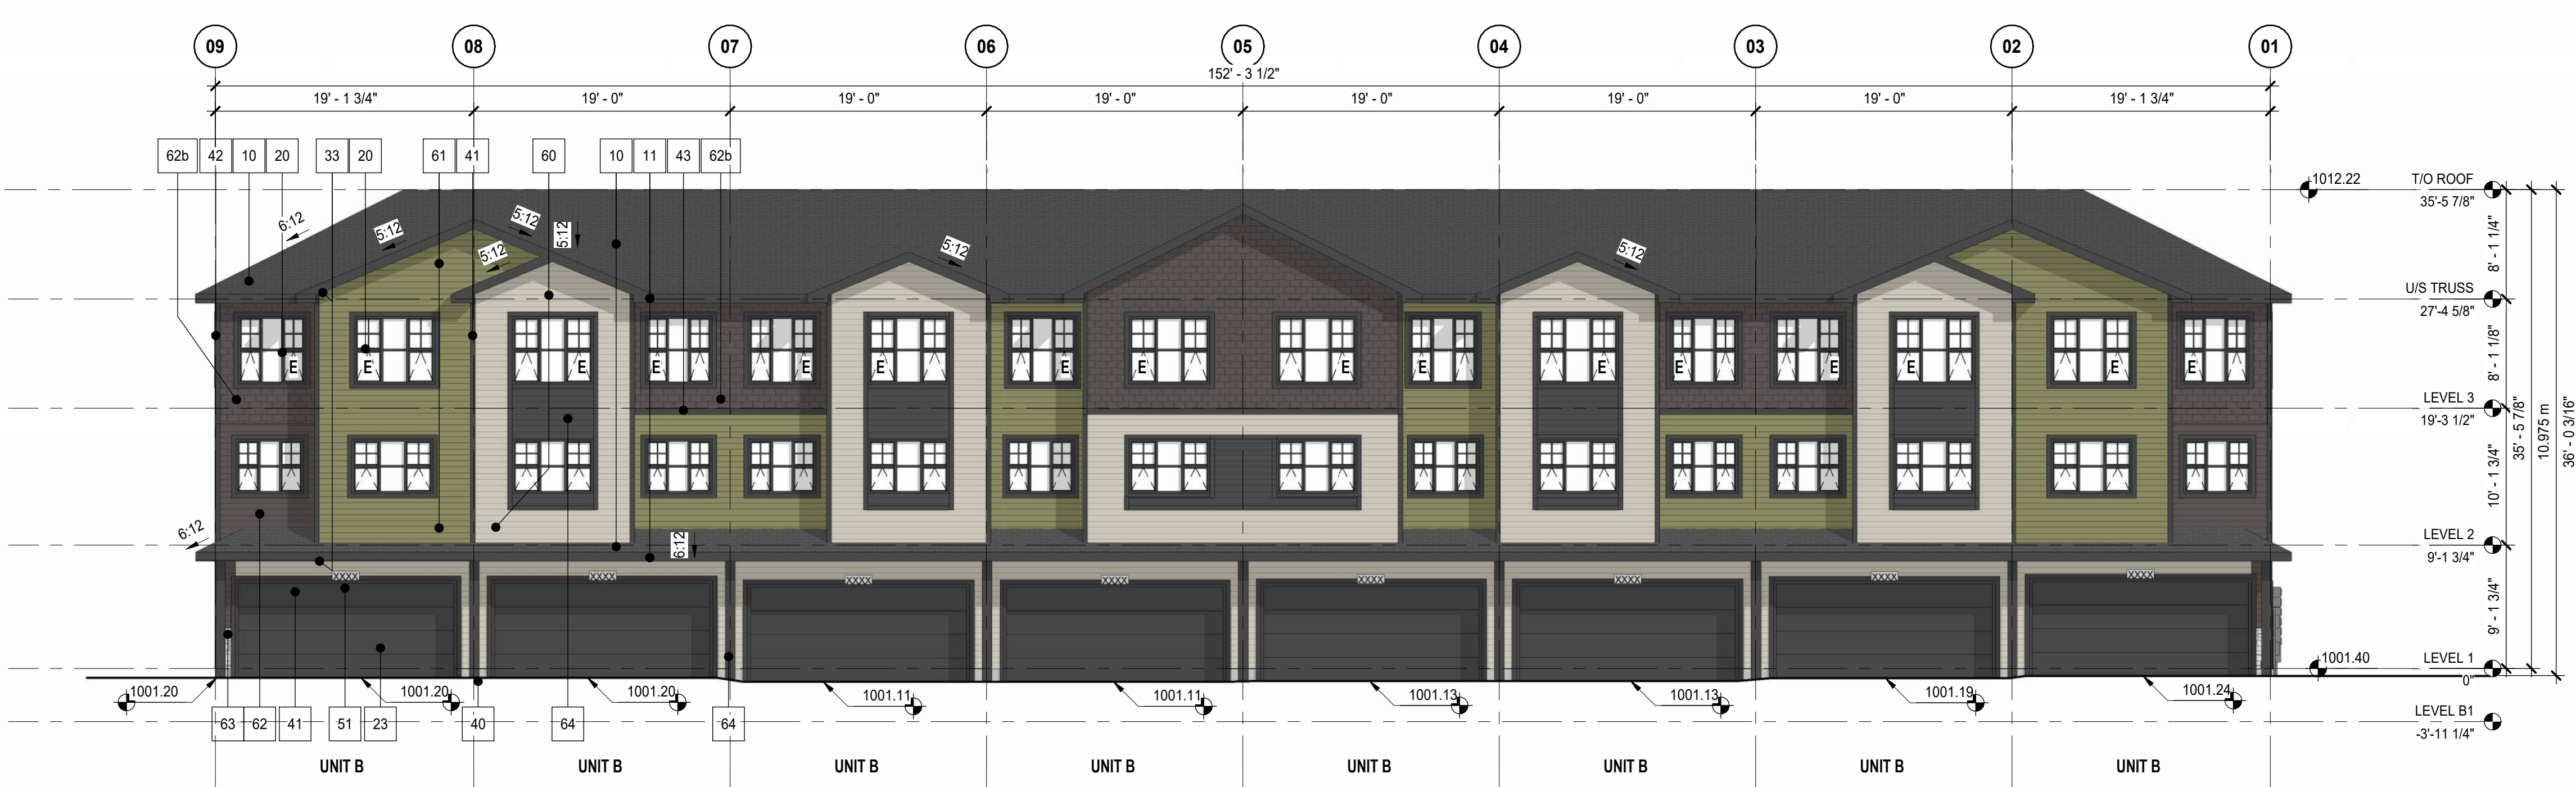 09 08 07 06 05 04 03 02 01
152' - 3 1/2"
19' - 1 3/4" 19' - 0" 19' - 0" 19' - 0" 19' - 0" 19' - 0" 19' - 0" 19' - 1 3/4"
62b 42 10 20 33 20 61 41 60 10 11 43 62b
1012.22 T/O ROOF
35'-5 7/8"
6:12 5:12 5:12 5:12 5:12 5:12 5:12
8' - 1 1/4"
U/S TRUSS
27'-4 5/8"
8' - 1 1/8"
E E E E E E E E E E E E E E E E
LEVEL 3
19'-3 1/2"
35' - 5 7/8"
10.975 m
36' - 0 3/16"
10' - 1 3/4"
6:12 6:12
LEVEL 2
9'-1 3/4"
XXXX XXXX XXXX XXXX XXXX XXXX XXXX XXXX
9' - 1 3/4"
1001.40 LEVEL 1
0"
1001.20 1001.20 1001.20 1001.11 1001.11 1001.13 1001.13 1001.19 1001.24
63 62 41 51 23 40 64 64
LEVEL B1
-3'-11 1/4"
UNIT B UNIT B UNIT B UNIT B UNIT B UNIT B UNIT B UNIT B